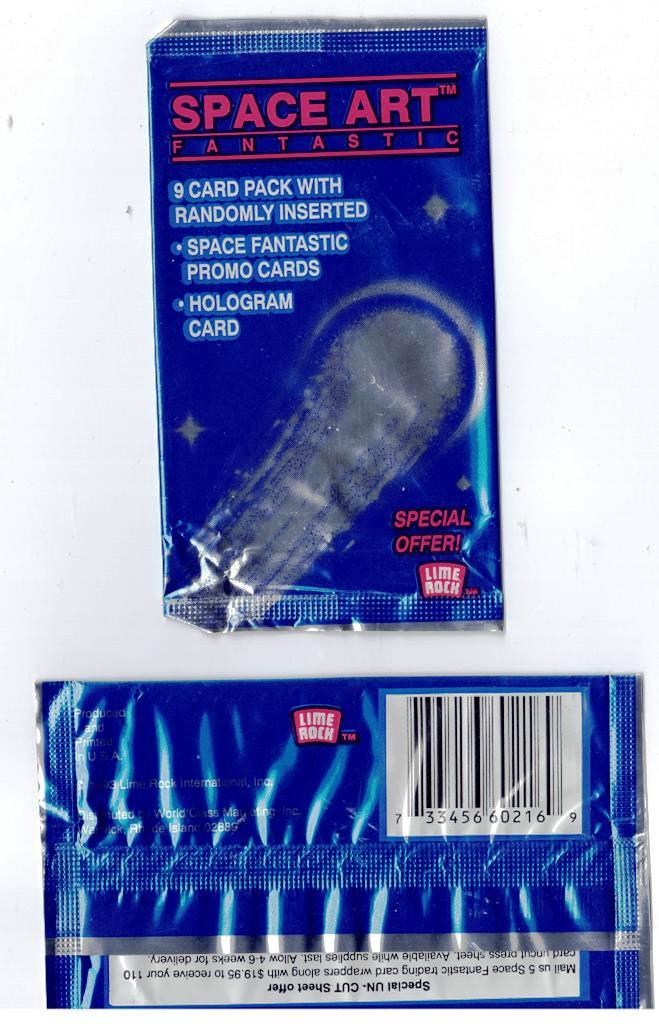 SPACE ART™
FANTASTIC
9 CARD PACK WITH
RANDOMLY INSERTED
• SPACE FANTASTIC
PROMO CARDS
• HOLOGRAM
CARD
SPECIAL
OFFER!
LIME
ROCK™
Produced
and
Printed
in U.S.A.
Lime Rock International, Inc.
Distributed by World Class Marketing, Inc.
Warwick, Rhode Island 02889
LIME
ROCK™
7 33456 60216 9
Special UN- CUT Sheet offer
Mail us 5 Space Fantastic trading card wrappers along with $19.95 to receive your 110
card uncut press sheet. Available while supplies last. Allow 4-6 weeks for delivery.